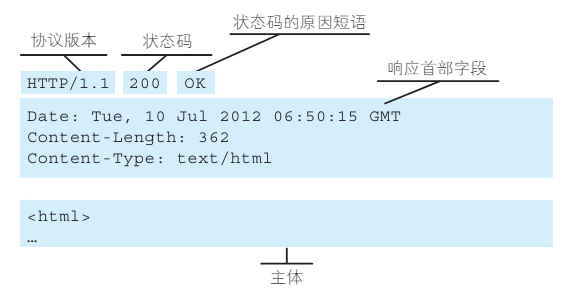 状态码的原因短语
协议版本
状态码
响应首部字段
HTTP/1.1 200 OK
Date: Tue, 10 Jul 2012 06:50:15 GMT
Content-Length: 362
Content-Type: text/html
<html>
…
主体